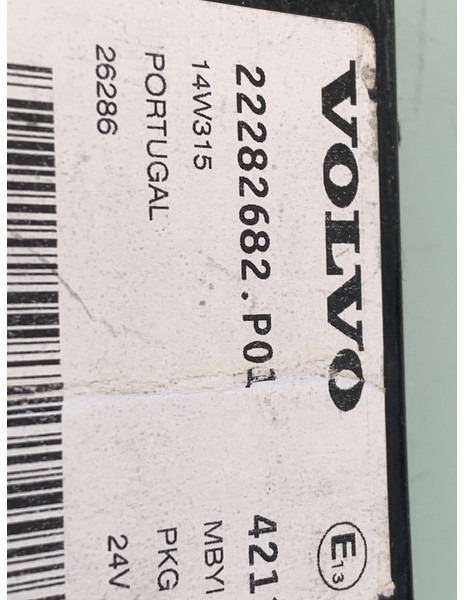 VOLVO E13
22282682.P01 421
14W315 MBYI
PORTUGAL PKG
26286 24V